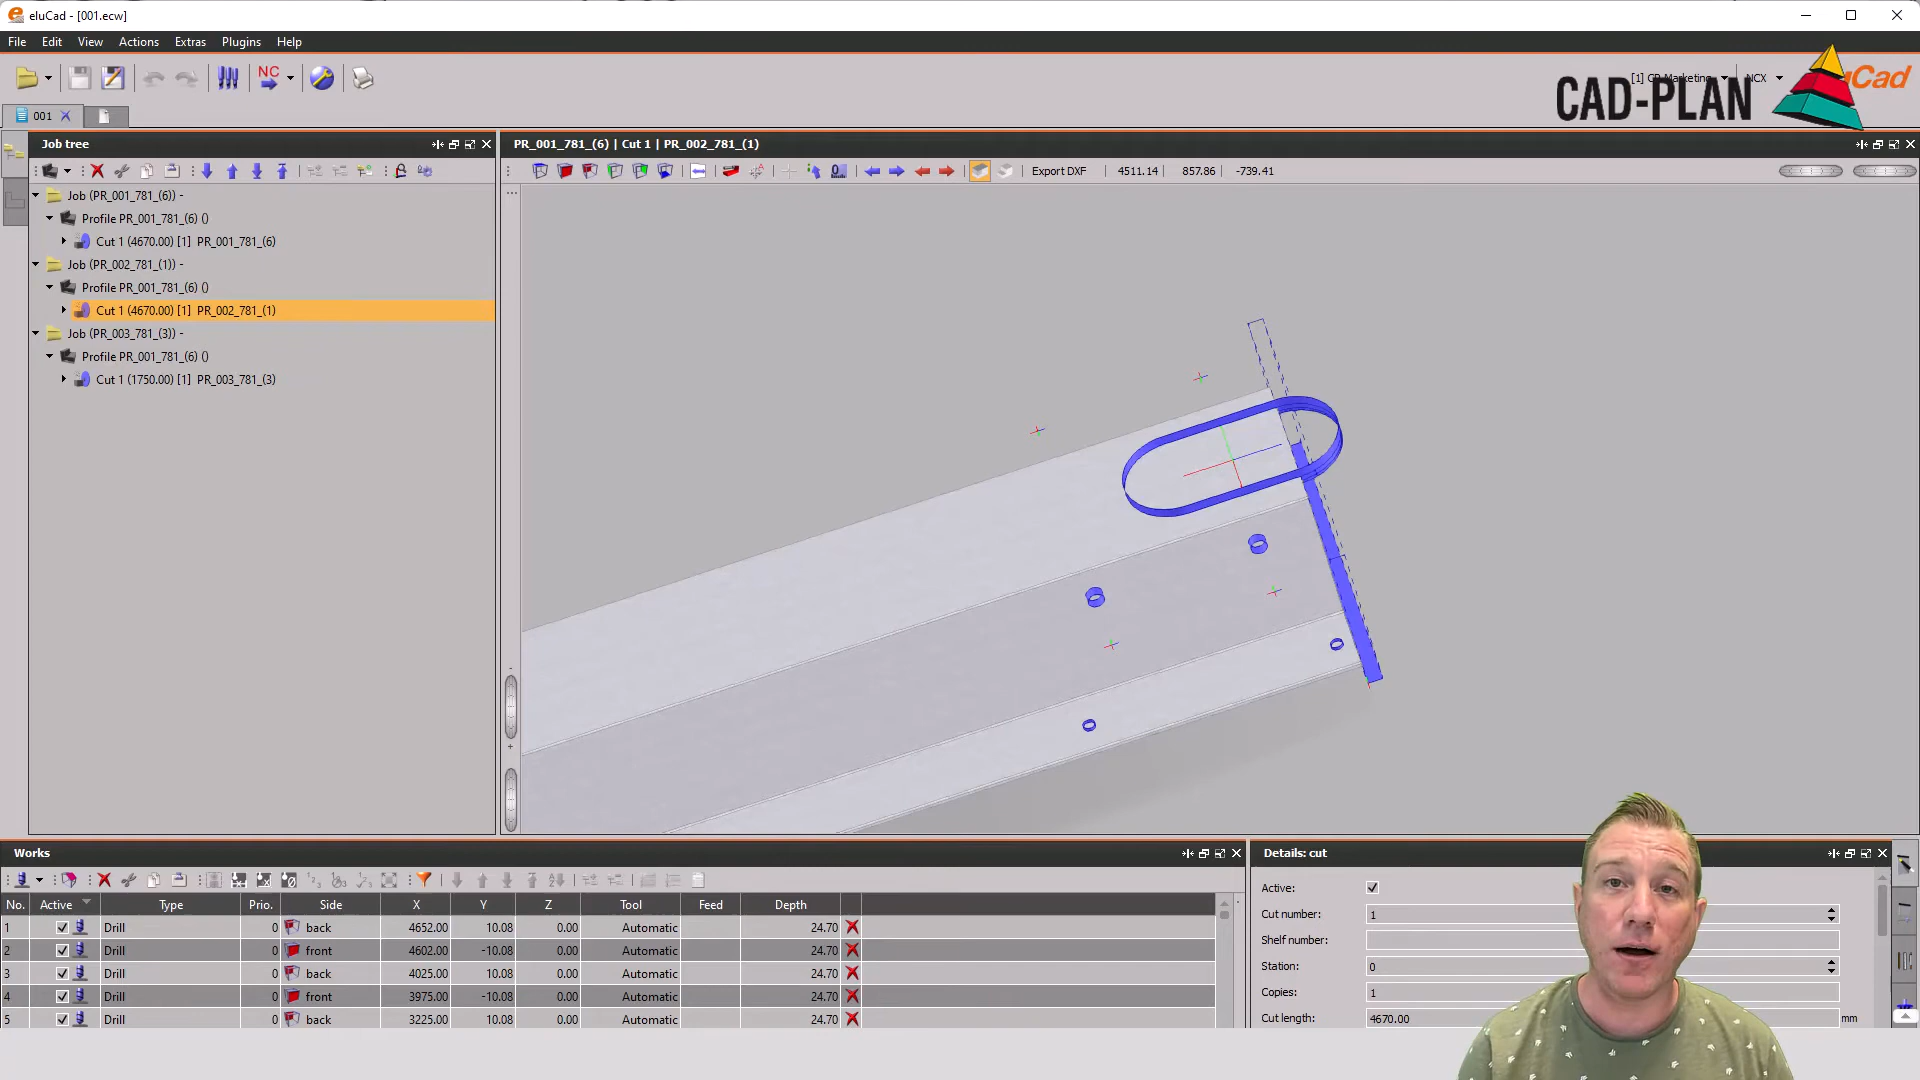 eluCad - [001.ecw]
File Edit View Actions Extras Plugins Help
NC
NCX
CAD-PLAN
Cad
001
Job tree
PR_001_781_(6) | Cut 1 | PR_002_781_(1)
Export DXF 4511.14 857.86 -739.41
Job (PR_001_781_(6)) -
Profile PR_001_781_(6) ()
Cut 1 (4670.00) [1] PR_001_781_(6)
Job (PR_002_781_(1)) -
Profile PR_001_781_(6) ()
Cut 1 (4670.00) [1] PR_002_781_(1)
Job (PR_003_781_(3)) -
Profile PR_001_781_(6) ()
Cut 1 (1750.00) [1] PR_003_781_(3)
Works
No. Active Type Prio. Side X Y Z Tool Feed Depth
1 Drill 0 back 4652.00 10.08 0.00 Automatic 24.70
2 Drill 0 front 4602.00 -10.08 0.00 Automatic 24.70
3 Drill 0 back 4025.00 10.08 0.00 Automatic 24.70
4 Drill 0 front 3975.00 -10.08 0.00 Automatic 24.70
5 Drill 0 back 3225.00 10.08 0.00 Automatic 24.70
Details: cut
Active:
Cut number: 1
Shelf number:
Station: 0
Copies: 1
Cut length: 4670.00 mm